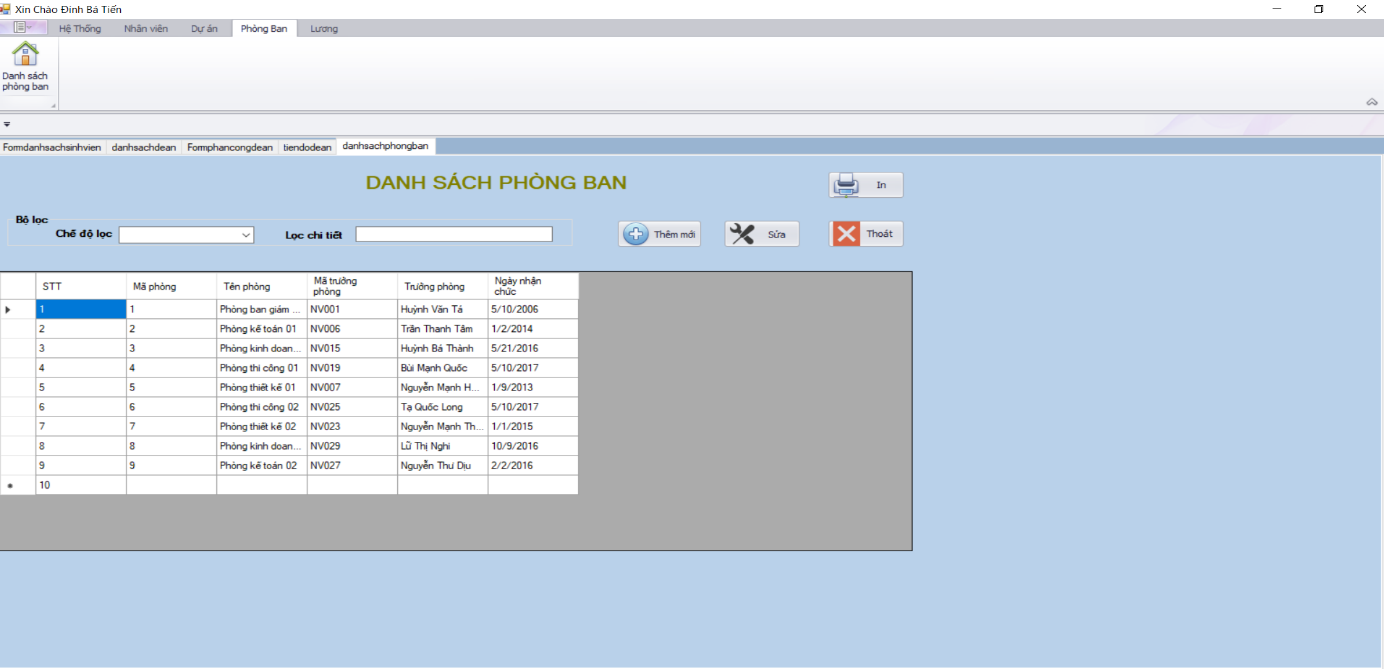 Xin Chào Đinh Bá Tiến
Hệ Thống Nhân viên Dự án Phòng Ban Lương
Danh sách
phòng ban
Formdanhsachsinhvien danhsachdean Formphancongdean tiendodean danhsachphongban
DANH SÁCH PHÒNG BAN
In
Bộ lọc
Chế độ lọc Lọc chi tiết
Thêm mới Sửa Thoát
STT Mã phòng Tên phòng Mã trưởng phòng Trưởng phòng Ngày nhận chức
1 1 Phòng ban giám ... NV001 Huỳnh Văn Tá 5/10/2006
2 2 Phòng kế toán 01 NV006 Trần Thanh Tâm 1/2/2014
3 3 Phòng kinh doan... NV015 Huỳnh Bá Thành 5/21/2016
4 4 Phòng thi công 01 NV019 Bùi Mạnh Quốc 5/10/2017
5 5 Phòng thiết kế 01 NV007 Nguyễn Mạnh H... 1/9/2013
6 6 Phòng thi công 02 NV025 Tạ Quốc Long 5/10/2017
7 7 Phòng thiết kế 02 NV023 Nguyễn Mạnh Th... 1/1/2015
8 8 Phòng kinh doan... NV029 Lữ Thị Nghi 10/9/2016
9 9 Phòng kế toán 02 NV027 Nguyễn Thư Dịu 2/2/2016
10